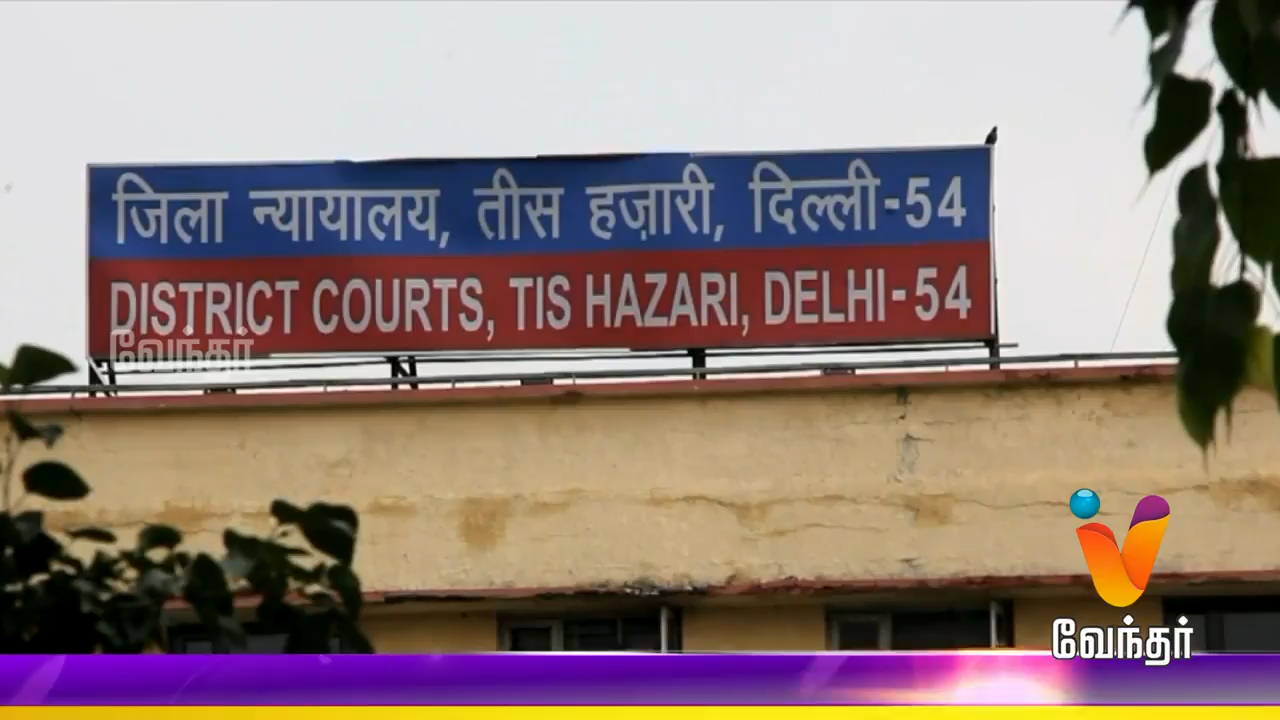 जिला न्यायालय, तीस हज़ारी, दिल्ली-54
DISTRICT COURTS, TIS HAZARI, DELHI-54
வேந்தர்
வேந்தர்